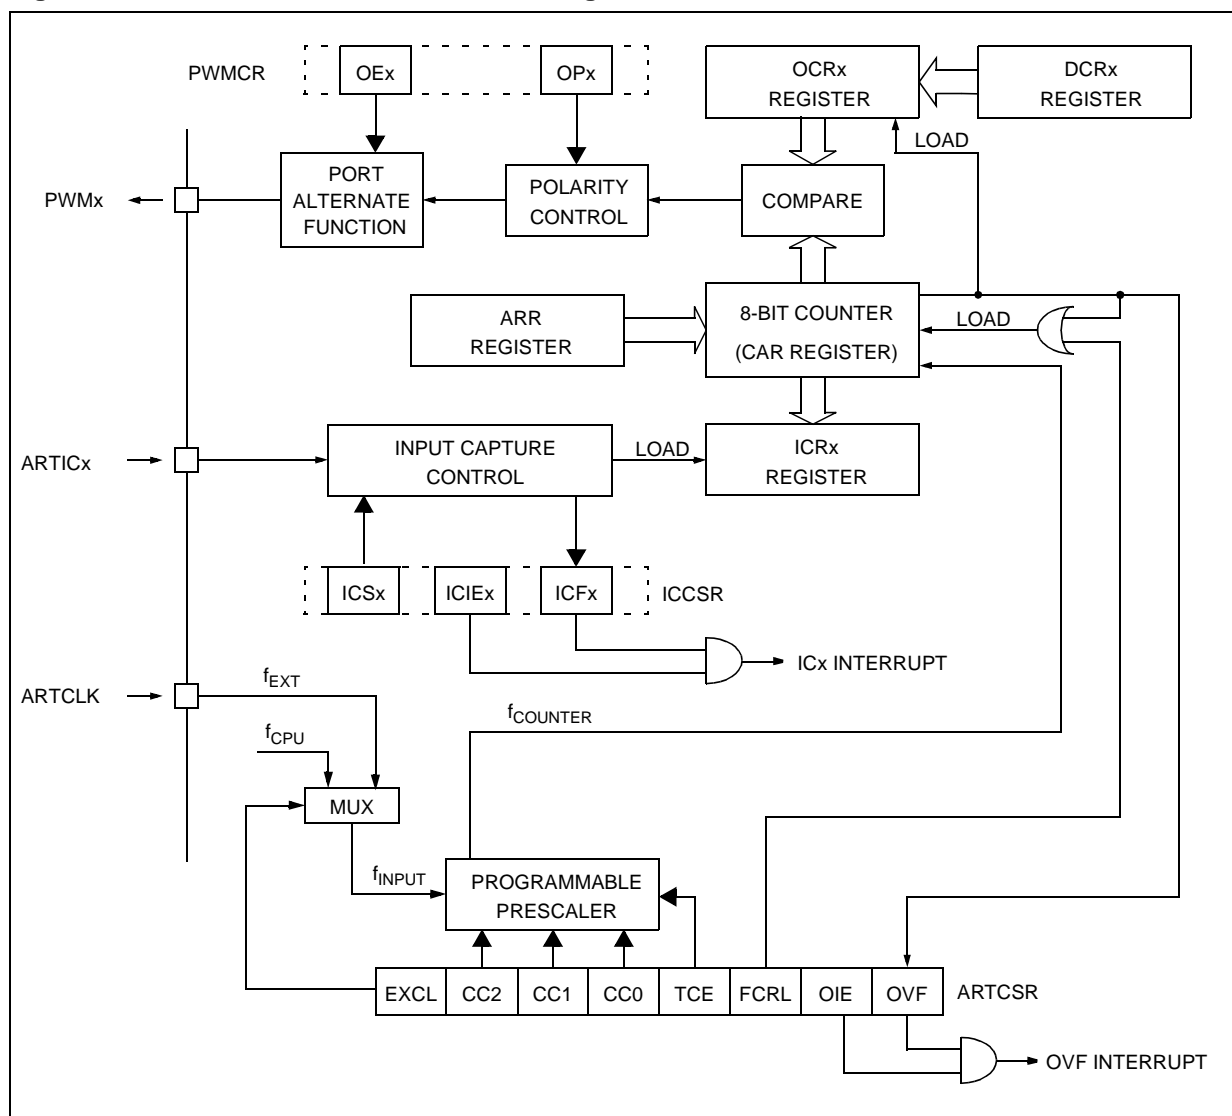 PWMCR
OEx
OPx
OCRx
REGISTER
DCRx
REGISTER
LOAD
PWMx
PORT
ALTERNATE
FUNCTION
POLARITY
CONTROL
COMPARE
ARR
REGISTER
8-BIT COUNTER
(CAR REGISTER)
LOAD
ARTICx
INPUT CAPTURE
CONTROL
LOAD
ICRx
REGISTER
ICSx
ICIEx
ICFx
ICCSR
ICx INTERRUPT
ARTCLK
fEXT
fCPU
fCOUNTER
MUX
fINPUT
PROGRAMMABLE
PRESCALER
EXCL
CC2
CC1
CC0
TCE
FCRL
OIE
OVF
ARTCSR
OVF INTERRUPT